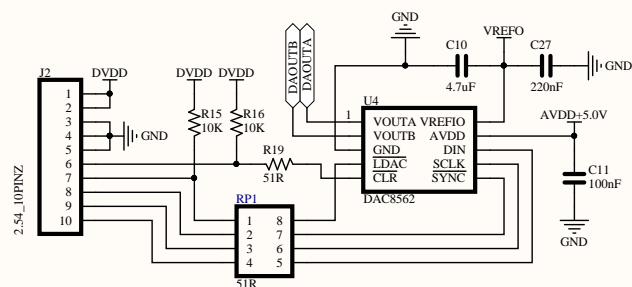 GND
VREFO
C10
C27
4.7uF
220nF
GND
DAOUTB
DAOUTA
J2
DVDD
DVDD DVDD
U4
1
2
3
4
5
6
7
8
9
10
GND
R15
10K
R16
10K
R19
51R
1
VOUTA VREFIO
VOUTB AVDD
GND DIN
LDAC SCLK
CLR SYNC
DAC8562
AVDD+5.0V
C11
100nF
GND
RP1
1 8
2 7
3 6
4 5
51R
2.54_10PINZ